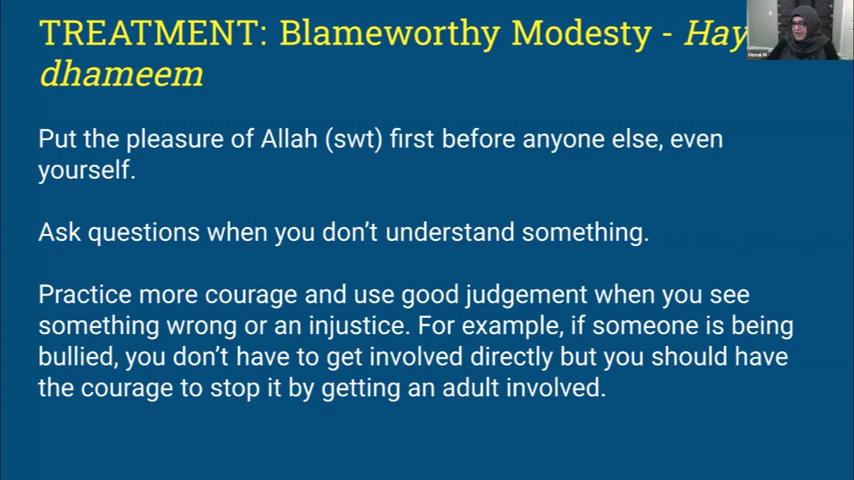 TREATMENT: Blameworthy Modesty - Hay
dhameem
Put the pleasure of Allah (swt) first before anyone else, even
yourself.
Ask questions when you don't understand something.
Practice more courage and use good judgement when you see
something wrong or an injustice. For example, if someone is being
bullied, you don't have to get involved directly but you should have
the courage to stop it by getting an adult involved.